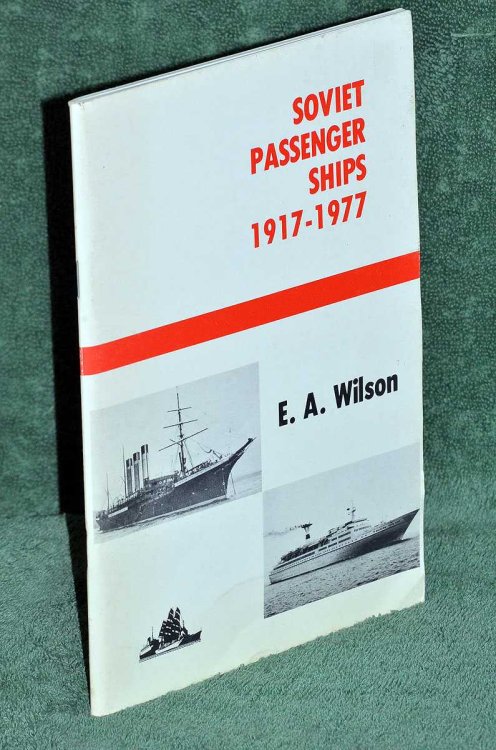 SOVIET
PASSENGER
SHIPS
1917-1977
E. A. Wilson